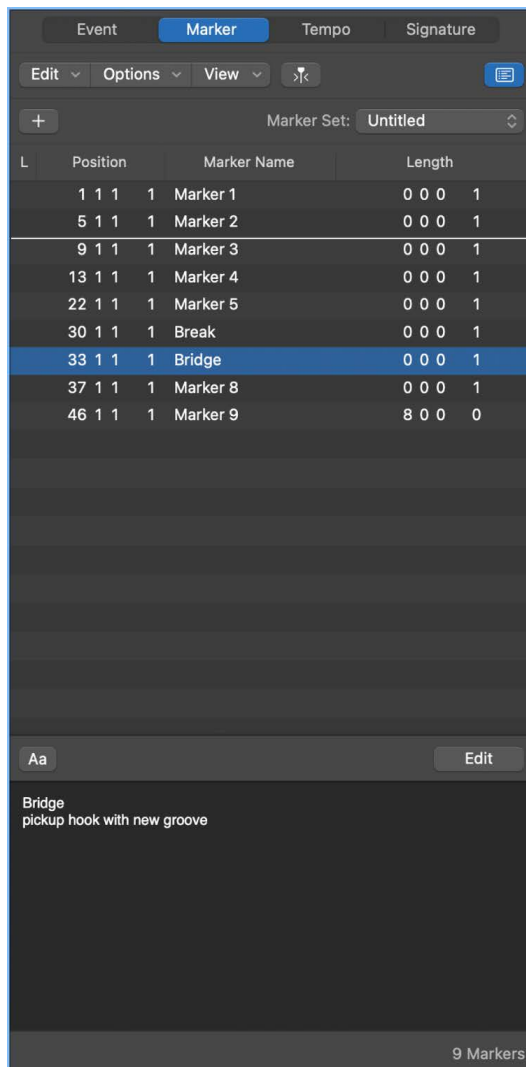 Event Marker Tempo Signature
Edit Options View
+ Marker Set: Untitled
L Position Marker Name Length
1 1 1 1 Marker 1 0 0 0 1
5 1 1 1 Marker 2 0 0 0 1
9 1 1 1 Marker 3 0 0 0 1
13 1 1 1 Marker 4 0 0 0 1
22 1 1 1 Marker 5 0 0 0 1
30 1 1 1 Break 0 0 0 1
33 1 1 1 Bridge 0 0 0 1
37 1 1 1 Marker 8 0 0 0 1
46 1 1 1 Marker 9 8 0 0 0
Aa Edit
Bridge
pickup hook with new groove
9 Markers